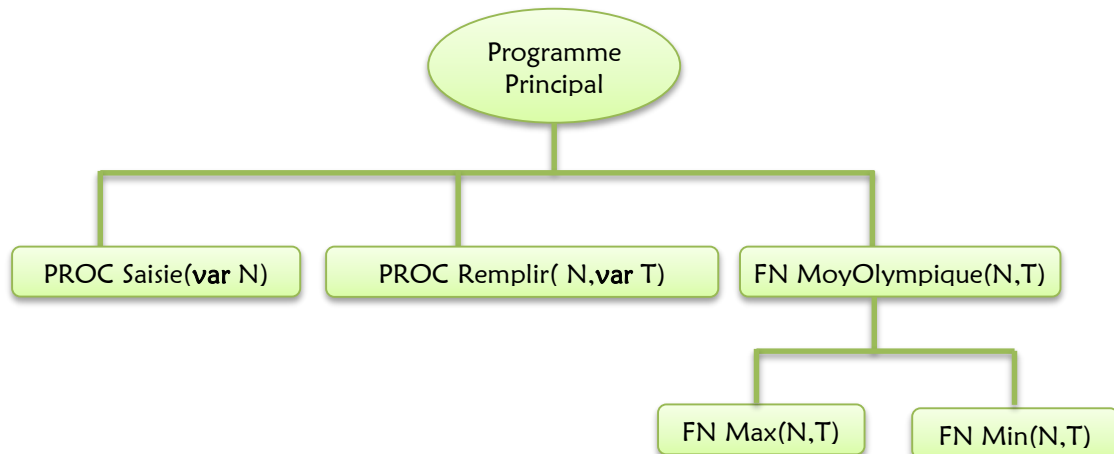 Programme
Principal
PROC Saisie(var N)
PROC Remplir( N,var T)
FN MoyOlympique(N,T)
FN Max(N,T)
FN Min(N,T)